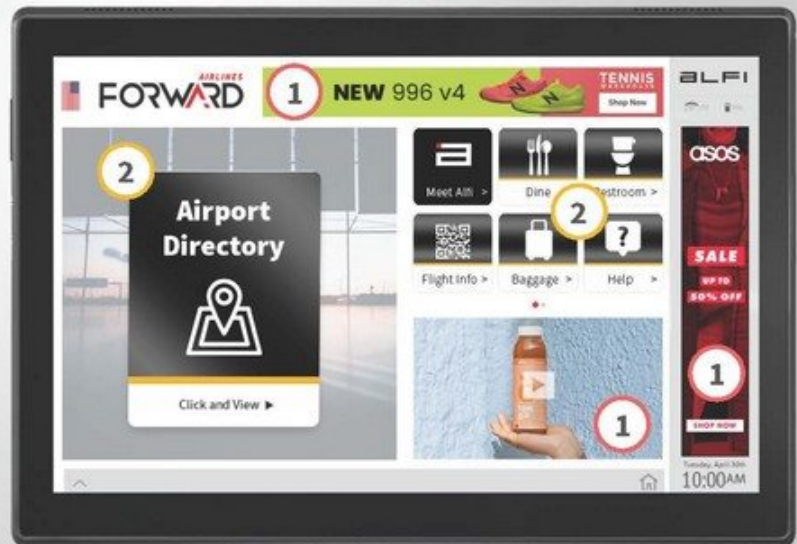 AIRLINES
FORWARD
1
NEW 996 v4
TENNIS
WAREHOUSE
Shop Now
ALFI
2
Airport
Directory
Click and View ▶
Meet Alfi >
Dine
Restroom >
2
Flight Info >
Baggage >
? 
Help >
1
asos
SALE
UP TO
50% OFF
1
SHOP NOW
Tuesday, April 30th
10:00AM